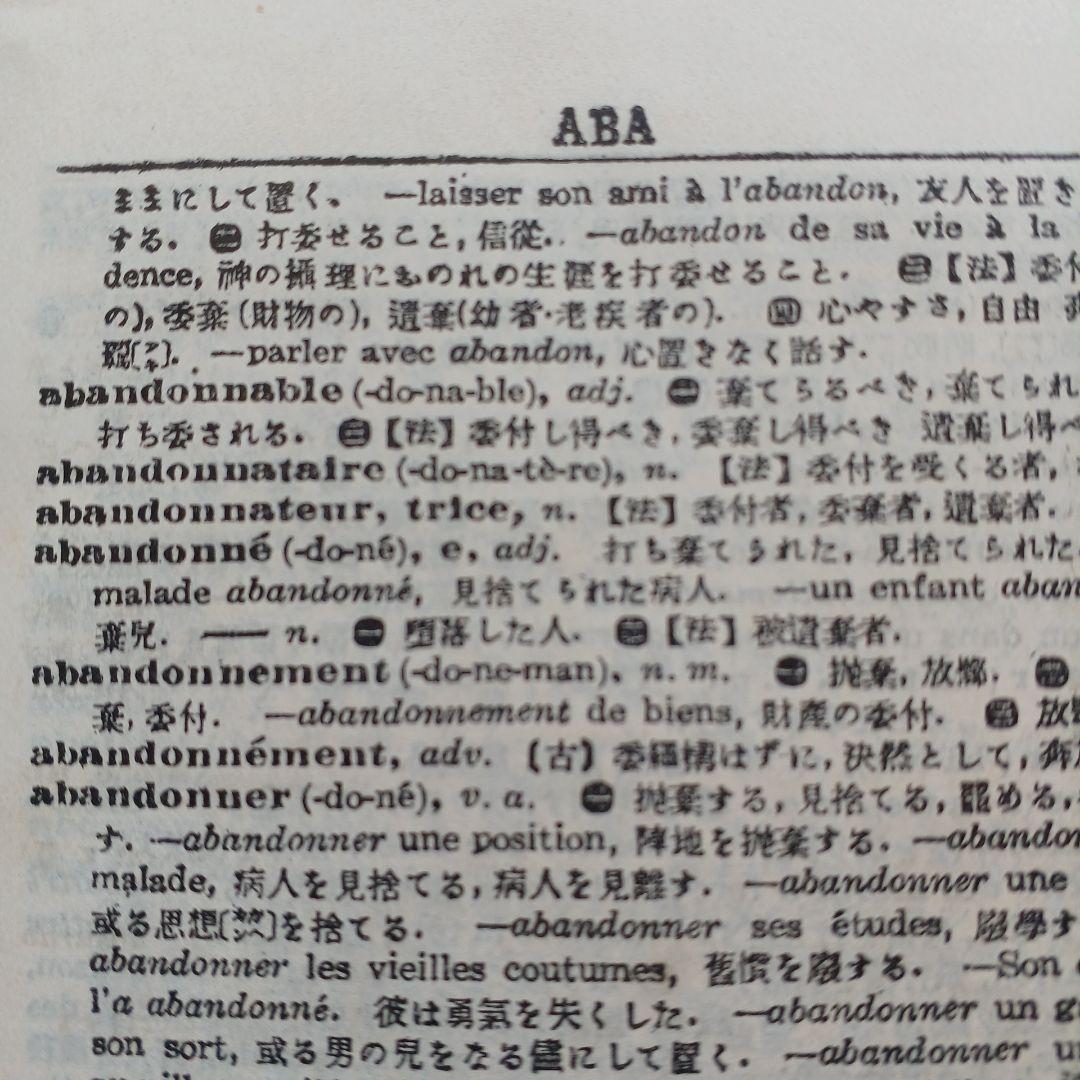 ABA
ままにして置く。 —laisser son ami à l'abandon, 友人を置き
する。 ㊁ 打委せること, 信從. —abandon de sa vie à la
dence, 神の攝理におのれの生涯を打委せること. ㊂【法】委付
の), 委棄(財物の), 遺棄(幼者·老疾者の). ㊃ 心やすさ, 自由
—parler avec abandon, 心置きなく話す.
abandonnable (-do-na-ble), adj. ㊀ 棄てらるべき, 棄てられ
打ち委される. ㊁【法】委付し得べき, 委棄し得べき 遺棄し得べ
abandonnataire (-do-na-tè-re), n. 【法】委付を受くる者,
abandonnateur, trice, n. 【法】委付者, 委棄者, 遺棄者.
abandonné (-do-né), e, adj. 打ち棄てられた, 見捨てられた
malade abandonné, 見捨てられた病人. —un enfant aban
棄兒. —— n. ㊀ 墮落した人. ㊁【法】被遺棄者.
abandonnement (-do-ne-man), n. m. ㊀ 抛棄, 放鄉. ㊁
棄, 委付. —abandonnement de biens, 財產の委付. ㊂ 放
abandonnément, adv. 【古】委細構はずに, 決然として,
abandonner (-do-né), v. a. ㊀ 抛棄する, 見捨てる, 諦める,
す. —abandonner une position, 陣地を抛棄する. —abandon
malade, 病人を見捨てる, 病人を見離す. —abandonner une
或る思想を捨てる. —abandonner ses études, 廢學す
abandonner les vieilles coutumes, 舊慣を廢する. —Son
l'a abandonné. 彼は勇氣を失くした. —abandonner un
son sort, 或る男の兒をなる儘にして置く. —abandonner